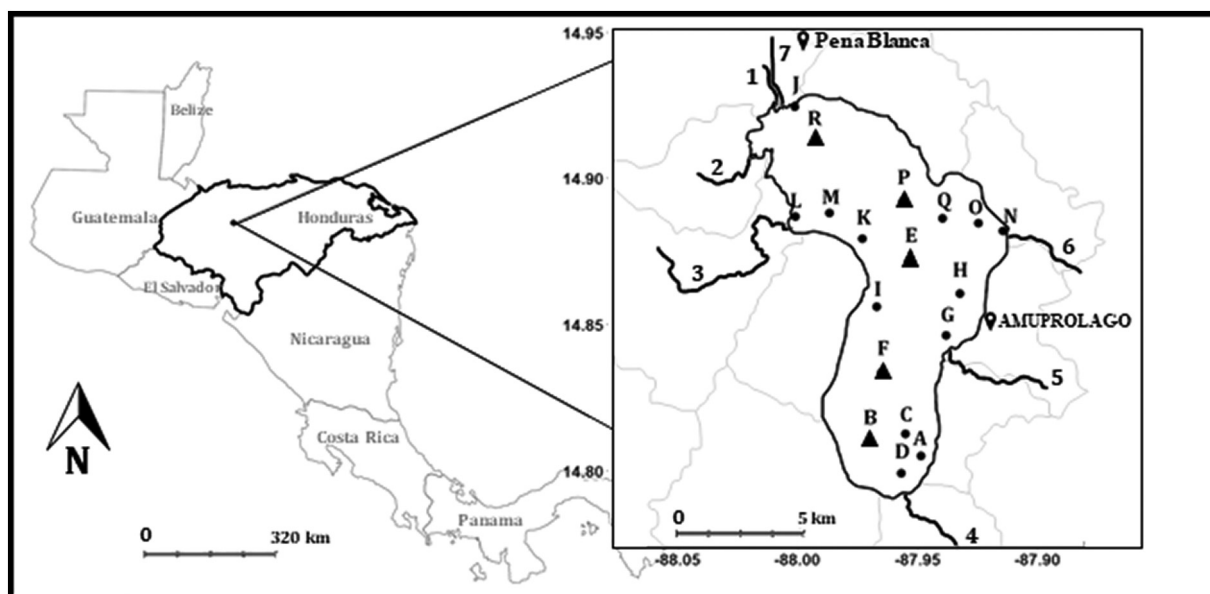 Belize
Guatemala
Honduras
El Salvador
Nicaragua
Costa Rica
Panama
N
0 320 km
14.95
14.90
14.85
14.80
-88.05 -88.00 -87.95 -87.90
Pena Blanca
7
1
J
R
2
P
L M
Q O N
K
E
6
3
H
I
G
AMUPROLAGO
F
5
C
B
A
D
0 5 km
4